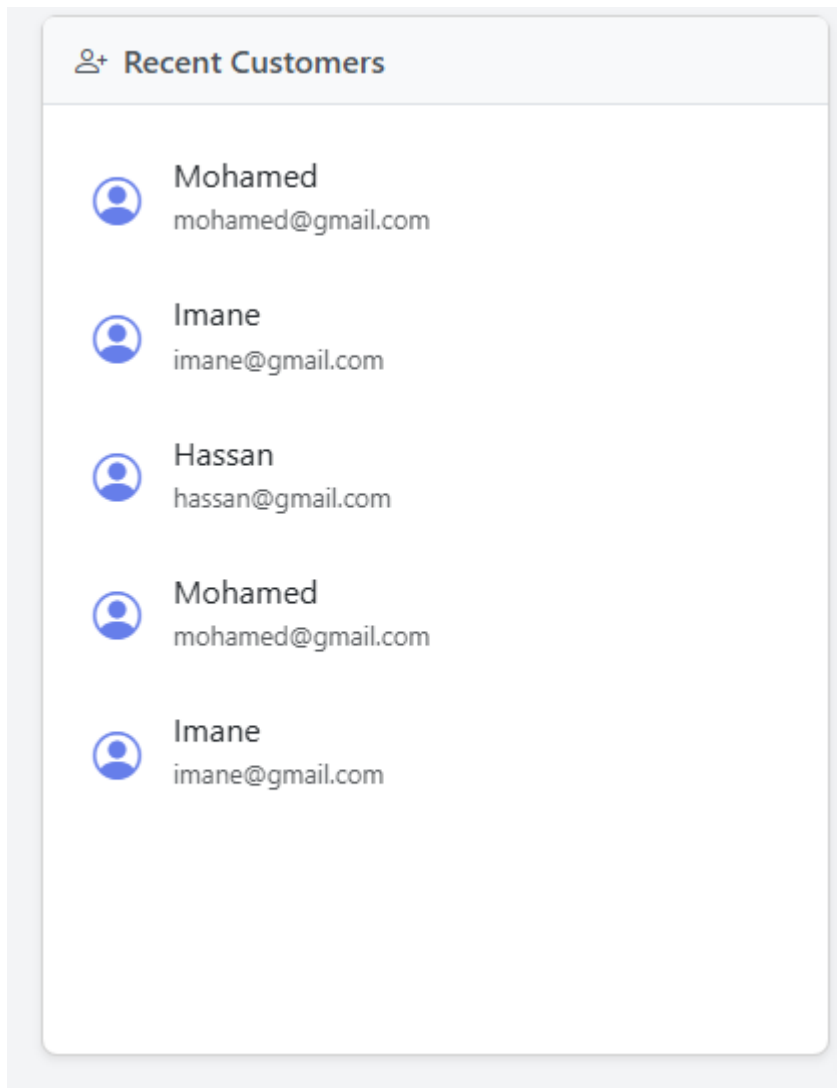 Recent Customers
Mohamed
mohamed@gmail.com
Imane
imane@gmail.com
Hassan
hassan@gmail.com
Mohamed
mohamed@gmail.com
Imane
imane@gmail.com